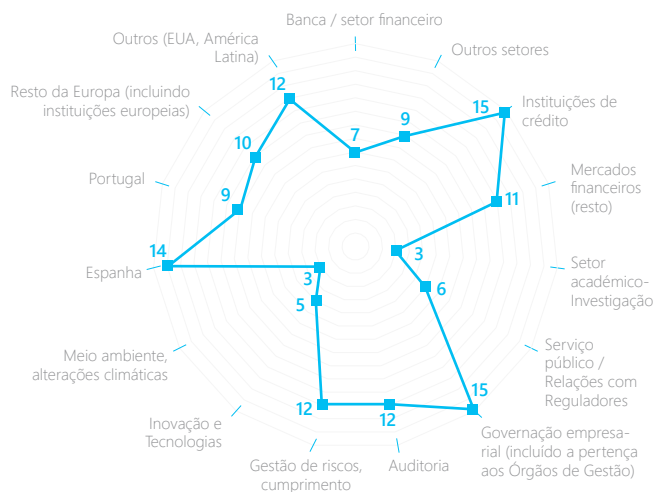 Banca / setor financeiro
Outros setores
Instituições de
crédito
Mercados
financeiros
(resto)
Setor
académico-
Investigação
Serviço
público /
Relações com
Reguladores
Governação empresa-
rial (incluído a pertença
aos Órgãos de Gestão)
Auditoria
Gestão de riscos,
cumprimento
Inovação e
Tecnologias
Meio ambiente,
alterações climáticas
Espanha
Portugal
Resto da Europa (incluindo
instituições europeias)
Outros (EUA, América
Latina)
7
9
15
11
3
6
15
12
12
5
3
14
9
10
12